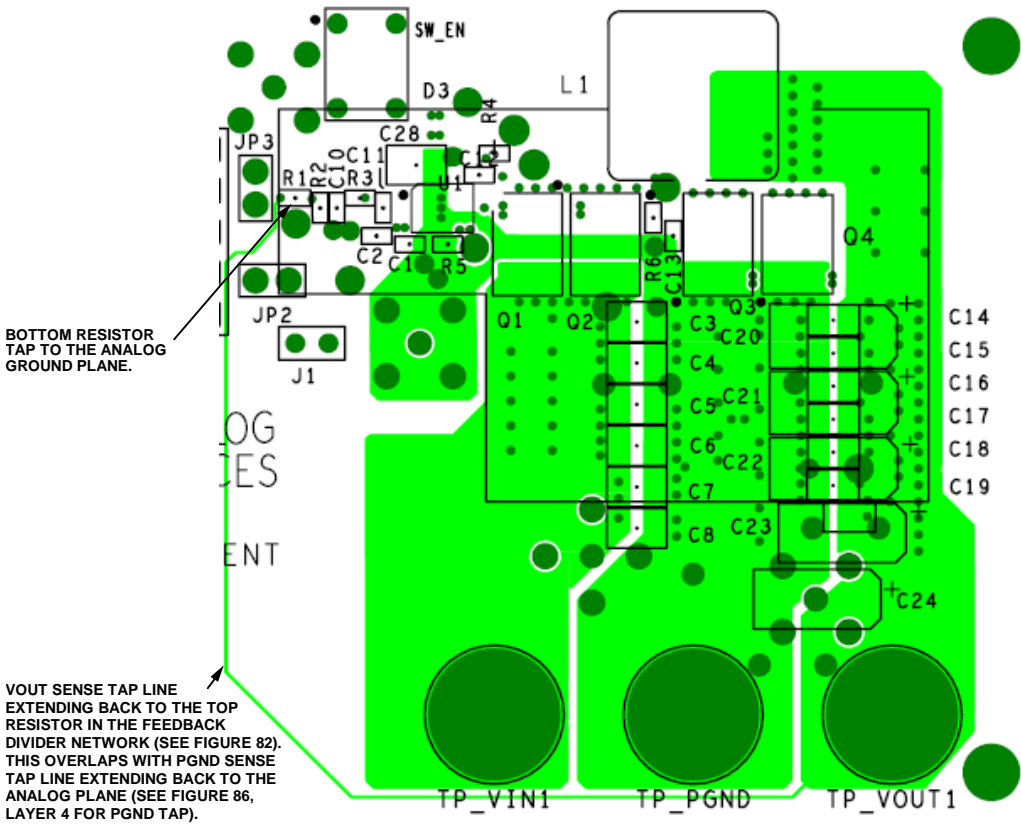 SW_EN
L1
D3
R4
C28
JP3
C11
R1
R2
C10
R3
U1
Q4
C2
C1
R5
R6
C13
JP2
Q1
Q2
C3
Q3
C20
C14
C4
C15
J1
C5
C21
C16
C17
C6
C22
C18
C7
C19
C8
C23
C24
BOTTOM RESISTOR
TAP TO THE ANALOG
GROUND PLANE.
OG
CES
ENT
VOUT SENSE TAP LINE
EXTENDING BACK TO THE TOP
RESISTOR IN THE FEEDBACK
DIVIDER NETWORK (SEE FIGURE 82).
THIS OVERLAPS WITH PGND SENSE
TAP LINE EXTENDING BACK TO THE
ANALOG PLANE (SEE FIGURE 86,
LAYER 4 FOR PGND TAP).
TP_VIN1
TP_PGND
TP_VOUT1